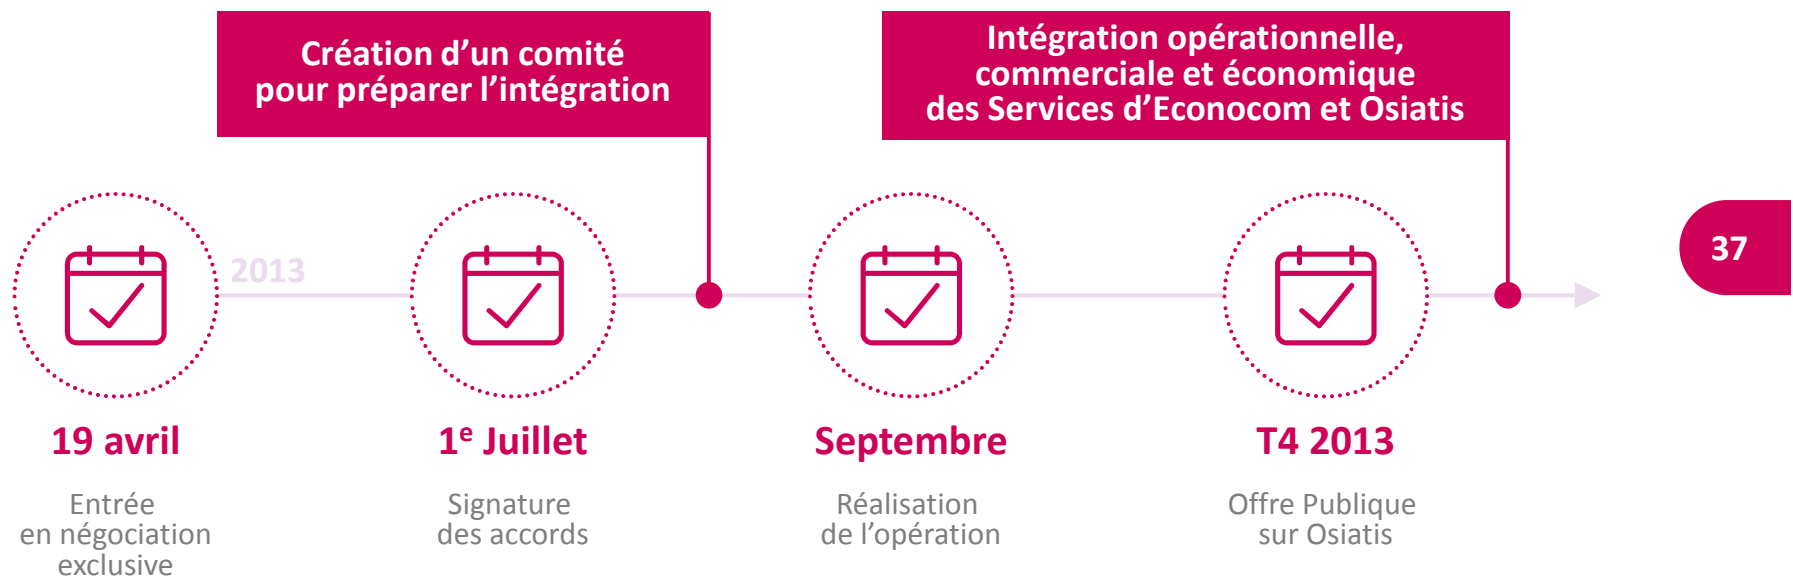 Création d’un comité
pour préparer l’intégration
Intégration opérationnelle,
commerciale et économique
des Services d’Econocom et Osiatis
2013
37
19 avril
Entrée
en négociation
exclusive
1e Juillet
Signature
des accords
Septembre
Réalisation
de l’opération
T4 2013
Offre Publique
sur Osiatis